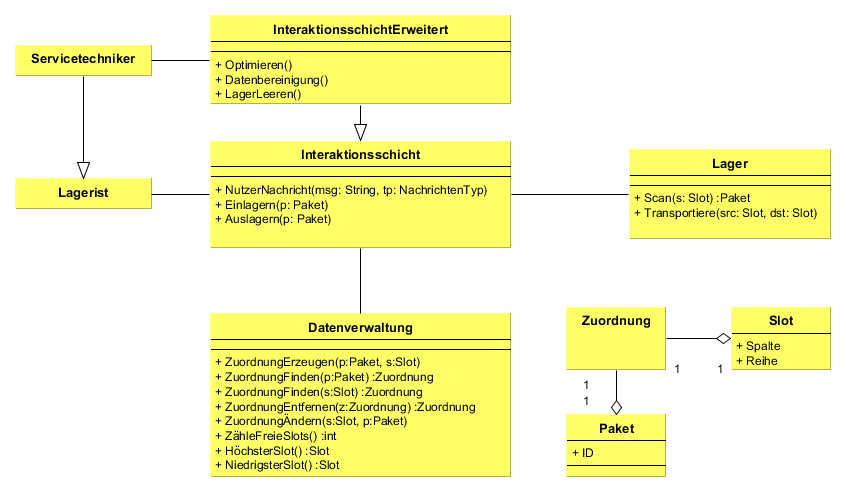 InteraktionsschichtErweitert
+ Optimieren()
+ Datenbereinigung()
+ LagerLeeren()
Servicetechniker
Interaktionsschicht
+ NutzerNachricht(msg: String, tp: NachrichtenTyp)
+ Einlagern(p: Paket)
+ Auslagern(p: Paket)
Lagerist
Lager
+ Scan(s: Slot) :Paket
+ Transportiere(src: Slot, dst: Slot)
Datenverwaltung
+ ZuordnungErzeugen(p:Paket, s:Slot)
+ ZuordnungFinden(p:Paket) :Zuordnung
+ ZuordnungFinden(s:Slot) :Zuordnung
+ ZuordnungEntfernen(z:Zuordnung) :Zuordnung
+ ZuordnungÄndern(s:Slot, p:Paket)
+ ZähleFreieSlots() :int
+ HöchsterSlot() :Slot
+ NiedrigsterSlot() :Slot
Zuordnung
Slot
+ Spalte
+ Reihe
1 1
1
1
Paket
+ ID